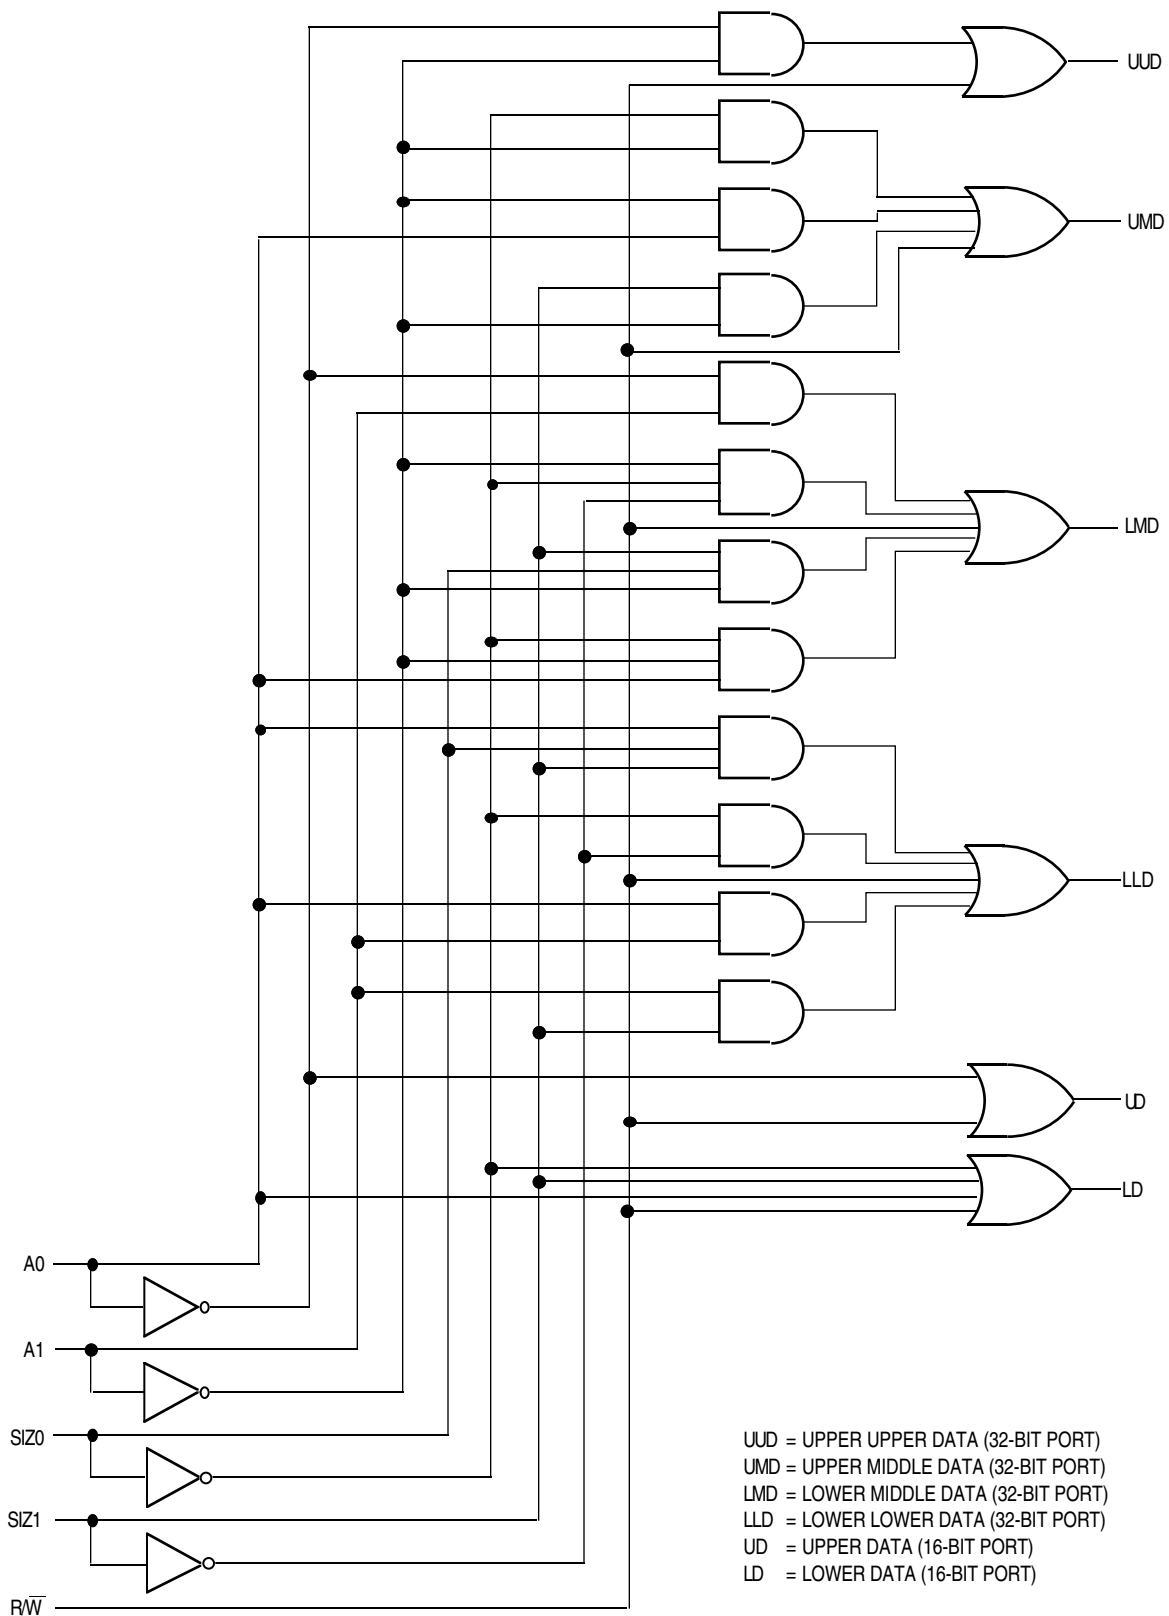 UUD
UMD
LMD
LLD
UD
LD
A0
A1
SIZ0
SIZ1
R/W̅
UUD = UPPER UPPER DATA (32-BIT PORT)
UMD = UPPER MIDDLE DATA (32-BIT PORT)
LMD = LOWER MIDDLE DATA (32-BIT PORT)
LLD = LOWER LOWER DATA (32-BIT PORT)
UD = UPPER DATA (16-BIT PORT)
LD = LOWER DATA (16-BIT PORT)